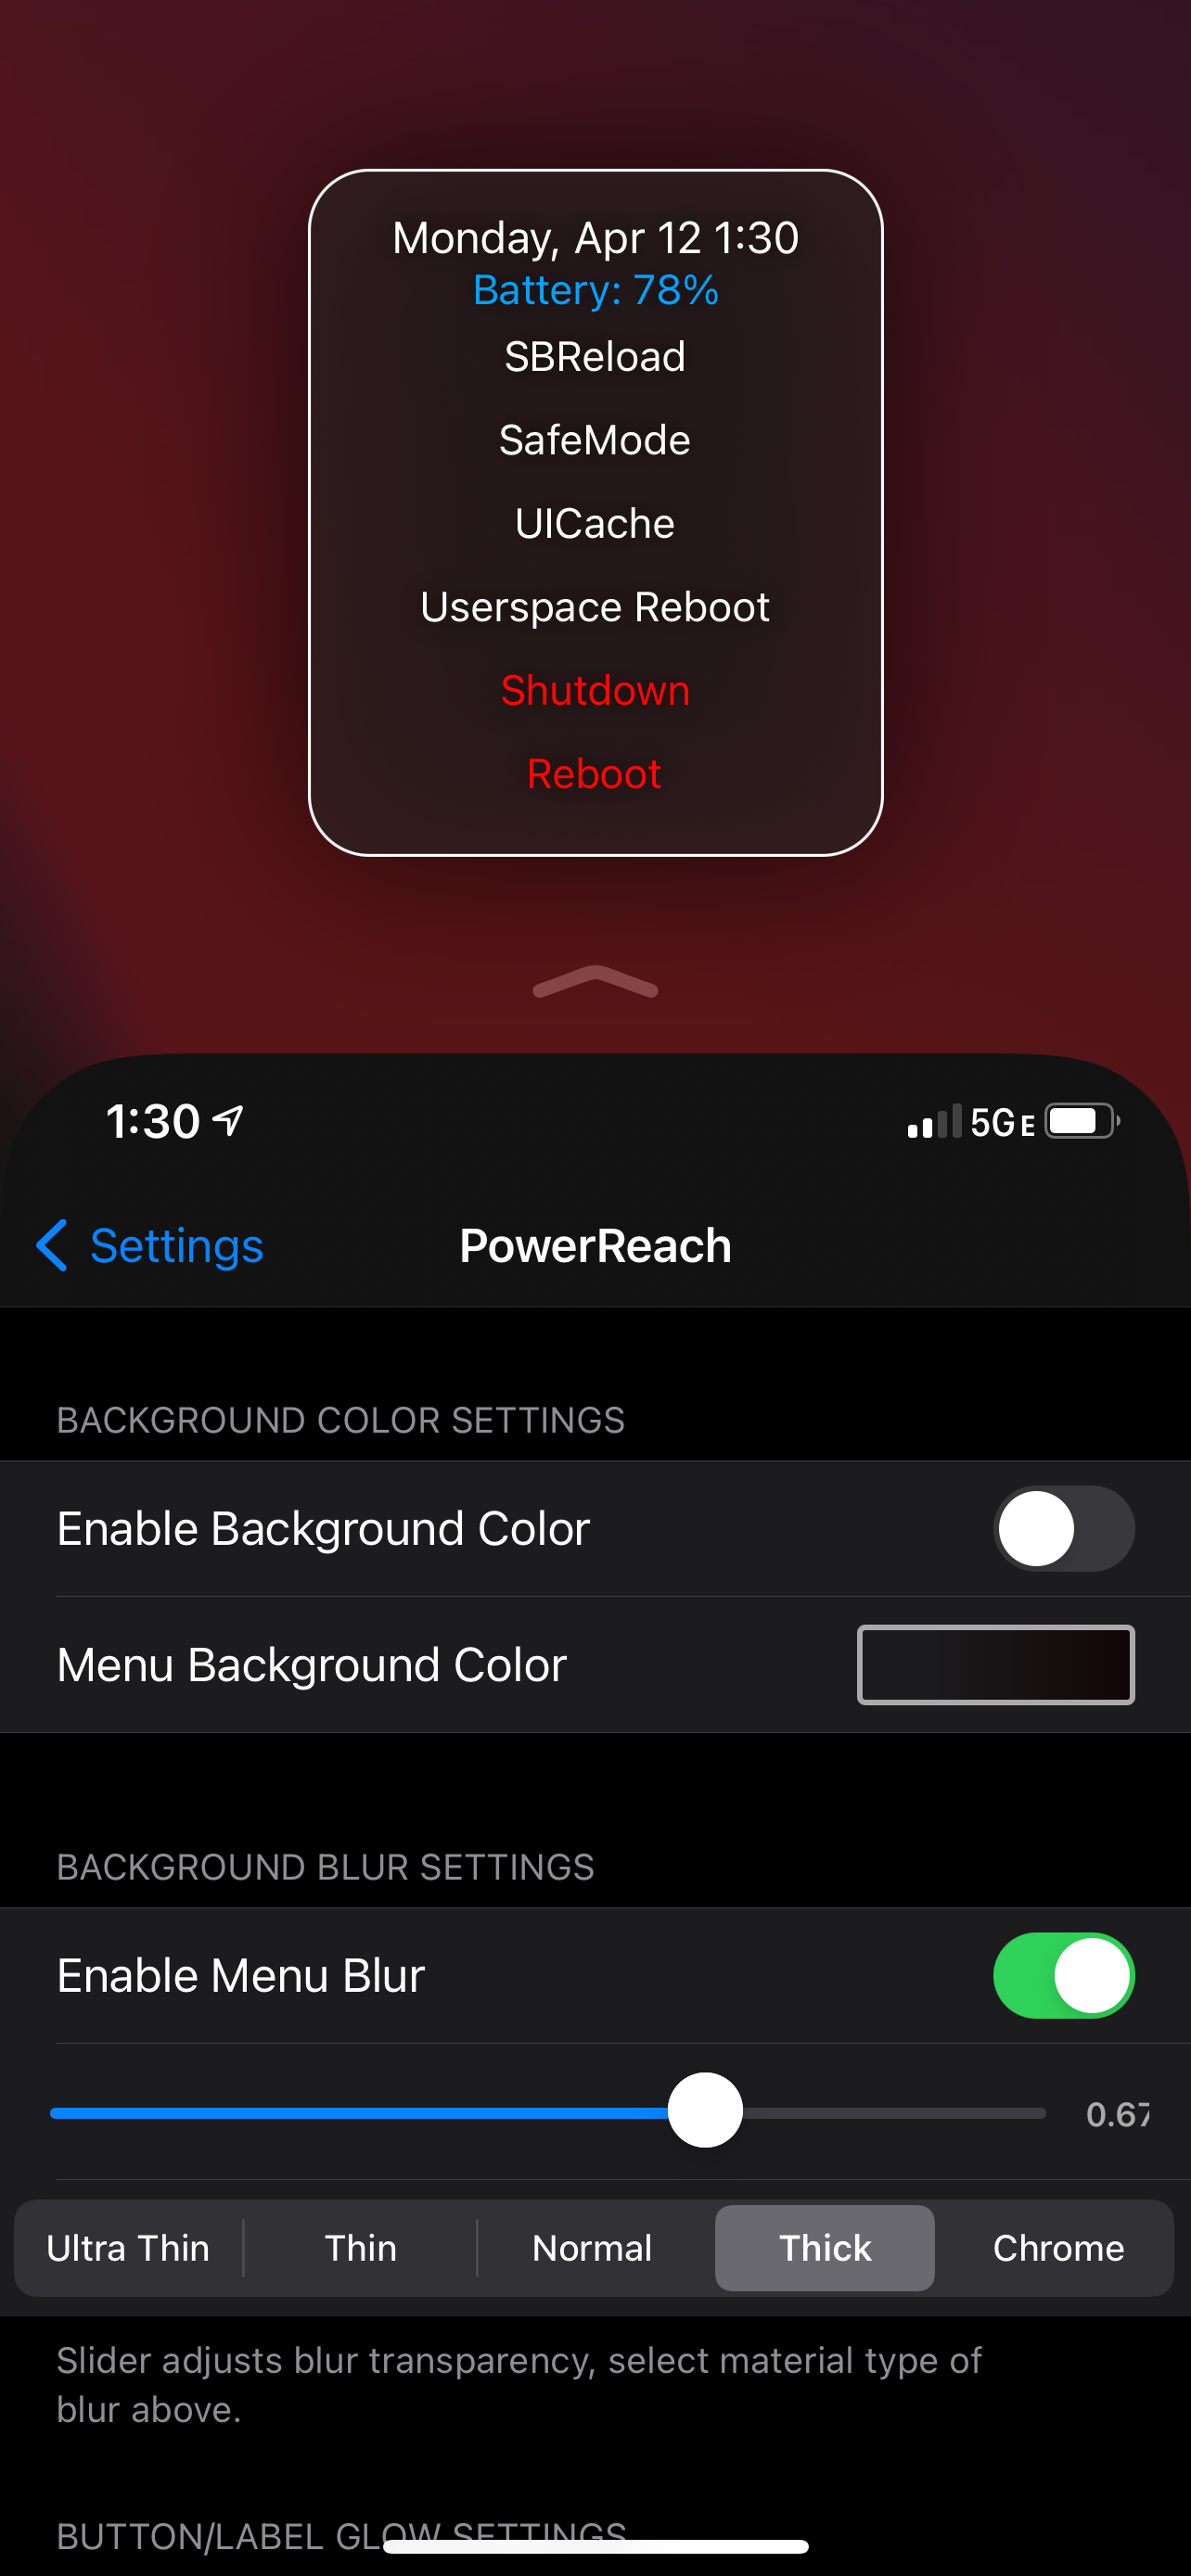 Monday, Apr 12 1:30
Battery: 78%
SBReload
SafeMode
UICache
Userspace Reboot
Shutdown
Reboot
1:30
5G E
Settings
PowerReach
BACKGROUND COLOR SETTINGS
Enable Background Color
Menu Background Color
BACKGROUND BLUR SETTINGS
Enable Menu Blur
0.67
Ultra Thin
Thin
Normal
Thick
Chrome
Slider adjusts blur transparency, select material type of
blur above.
BUTTON/LABEL GLOW SETTINGS